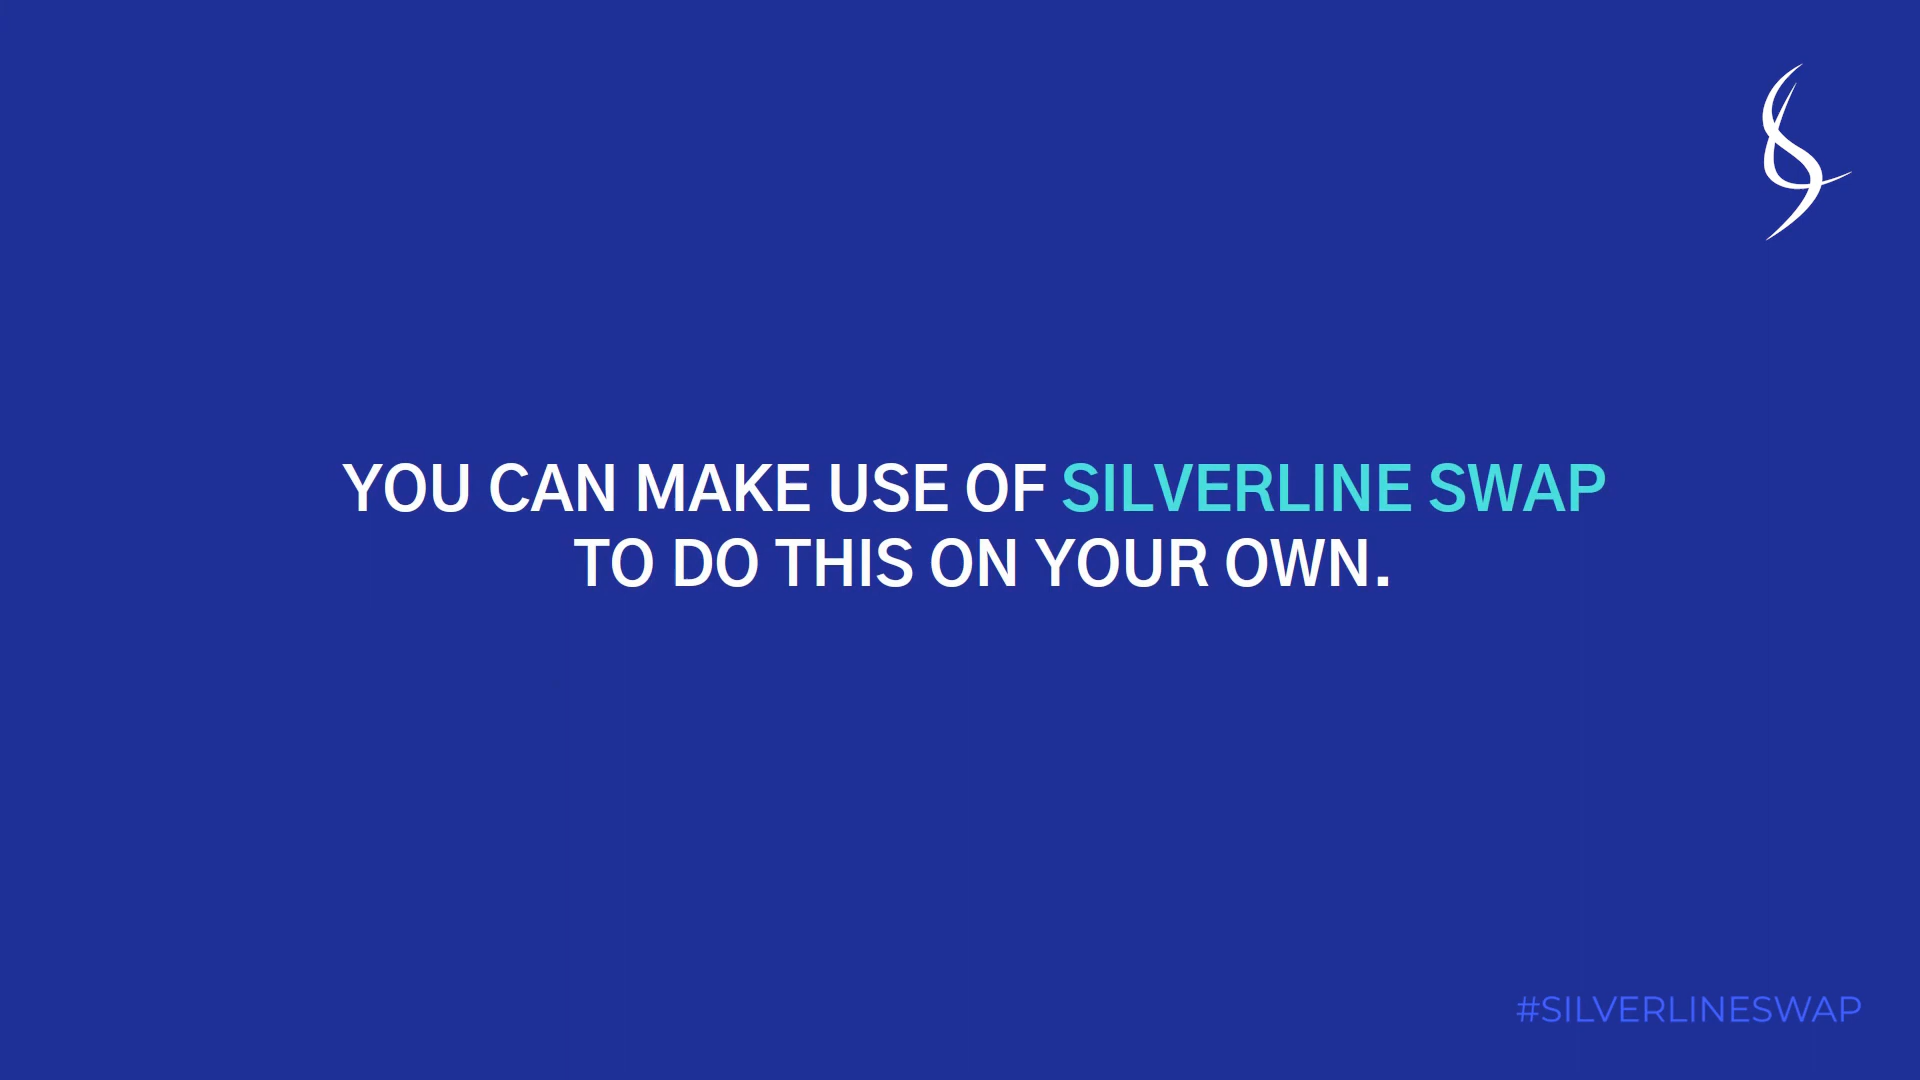 YOU CAN MAKE USE OF SILVERLINE SWAP
TO DO THIS ON YOUR OWN.
#SILVERLINESWAP